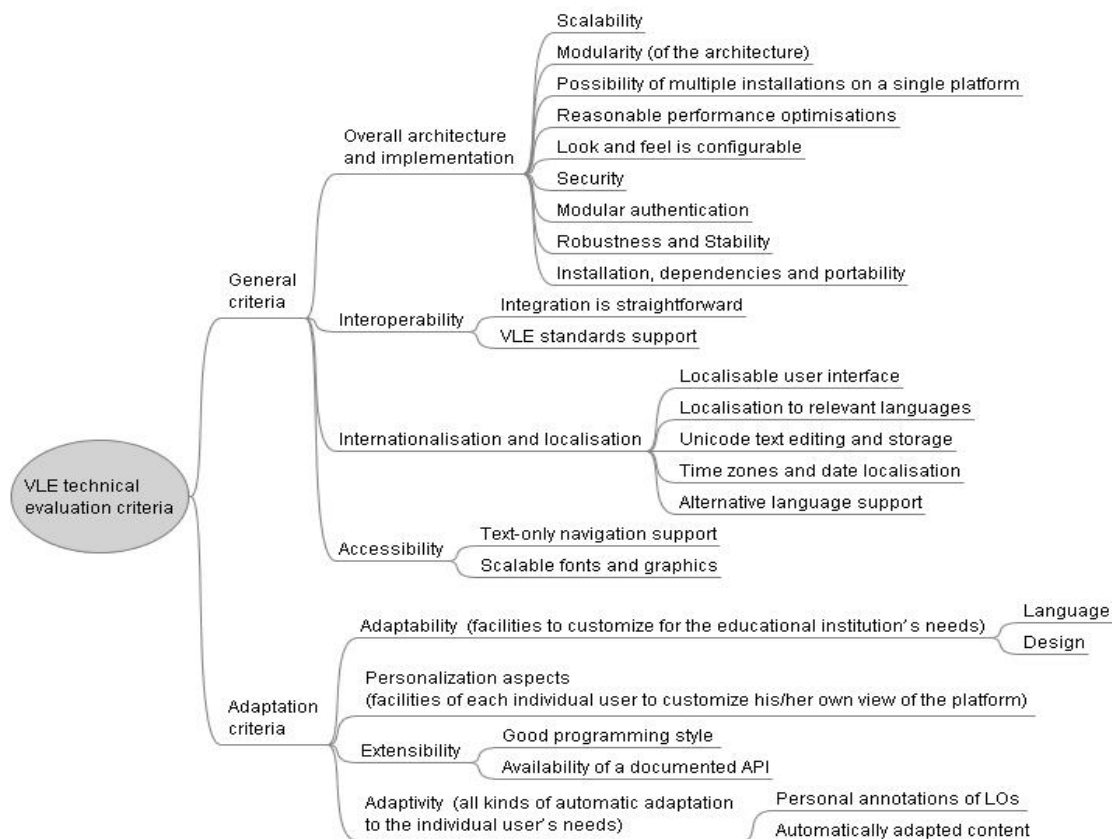 VLE technical
evaluation criteria
General
criteria
Overall architecture
and implementation
Scalability
Modularity (of the architecture)
Possibility of multiple installations on a single platform
Reasonable performance optimisations
Look and feel is configurable
Security
Modular authentication
Robustness and Stability
Installation, dependencies and portability
Interoperability
Integration is straightforward
VLE standards support
Internationalisation and localisation
Localisable user interface
Localisation to relevant languages
Unicode text editing and storage
Time zones and date localisation
Alternative language support
Accessibility
Text-only navigation support
Scalable fonts and graphics
Adaptation
criteria
Adaptability (facilities to customize for the educational institution's needs)
Language
Design
Personalization aspects
(facilities of each individual user to customize his/her own view of the platform)
Extensibility
Good programming style
Availability of a documented API
Adaptivity (all kinds of automatic adaptation
to the individual user's needs)
Personal annotations of LOs
Automatically adapted content